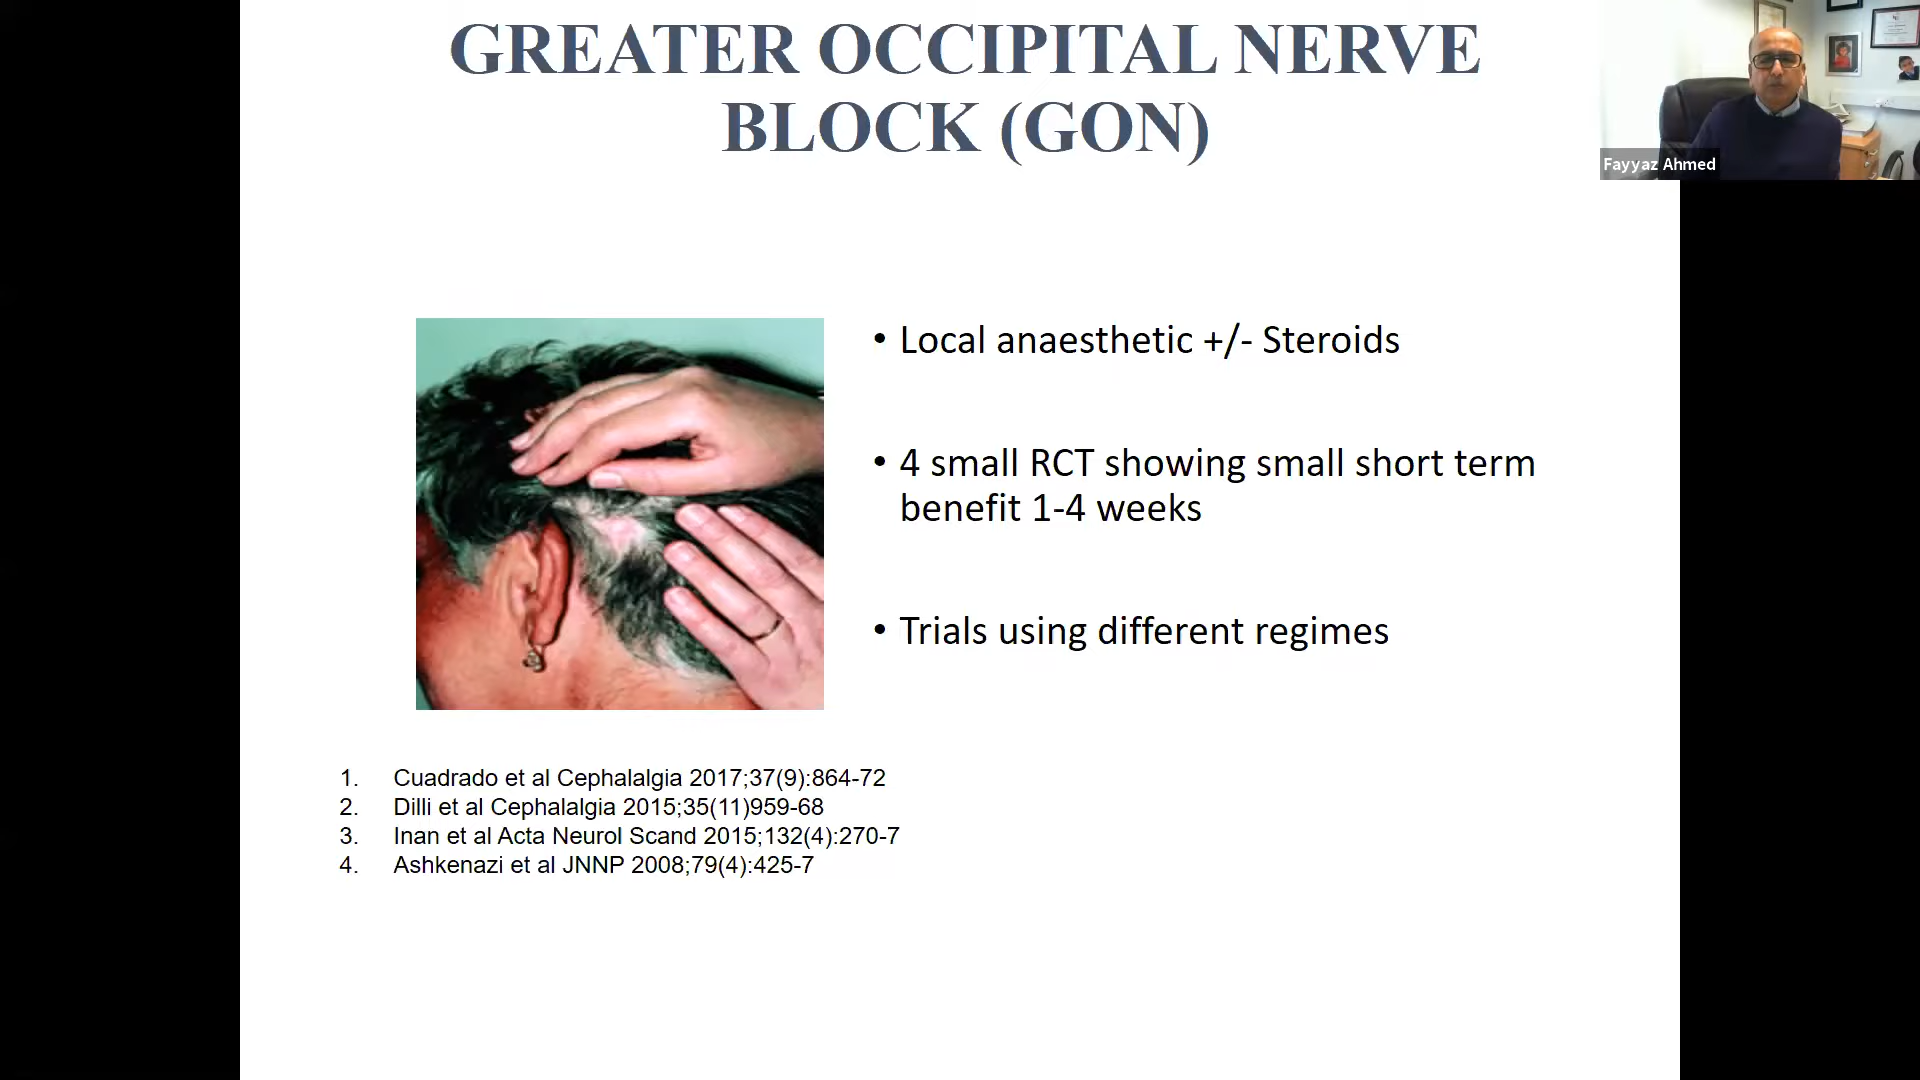 GREATER OCCIPITAL NERVE
BLOCK (GON)
Fayyaz Ahmed
• Local anaesthetic +/- Steroids
• 4 small RCT showing small short term
benefit 1-4 weeks
• Trials using different regimes
1. Cuadrado et al Cephalalgia 2017;37(9):864-72
2. Dilli et al Cephalalgia 2015;35(11)959-68
3. Inan et al Acta Neurol Scand 2015;132(4):270-7
4. Ashkenazi et al JNNP 2008;79(4):425-7